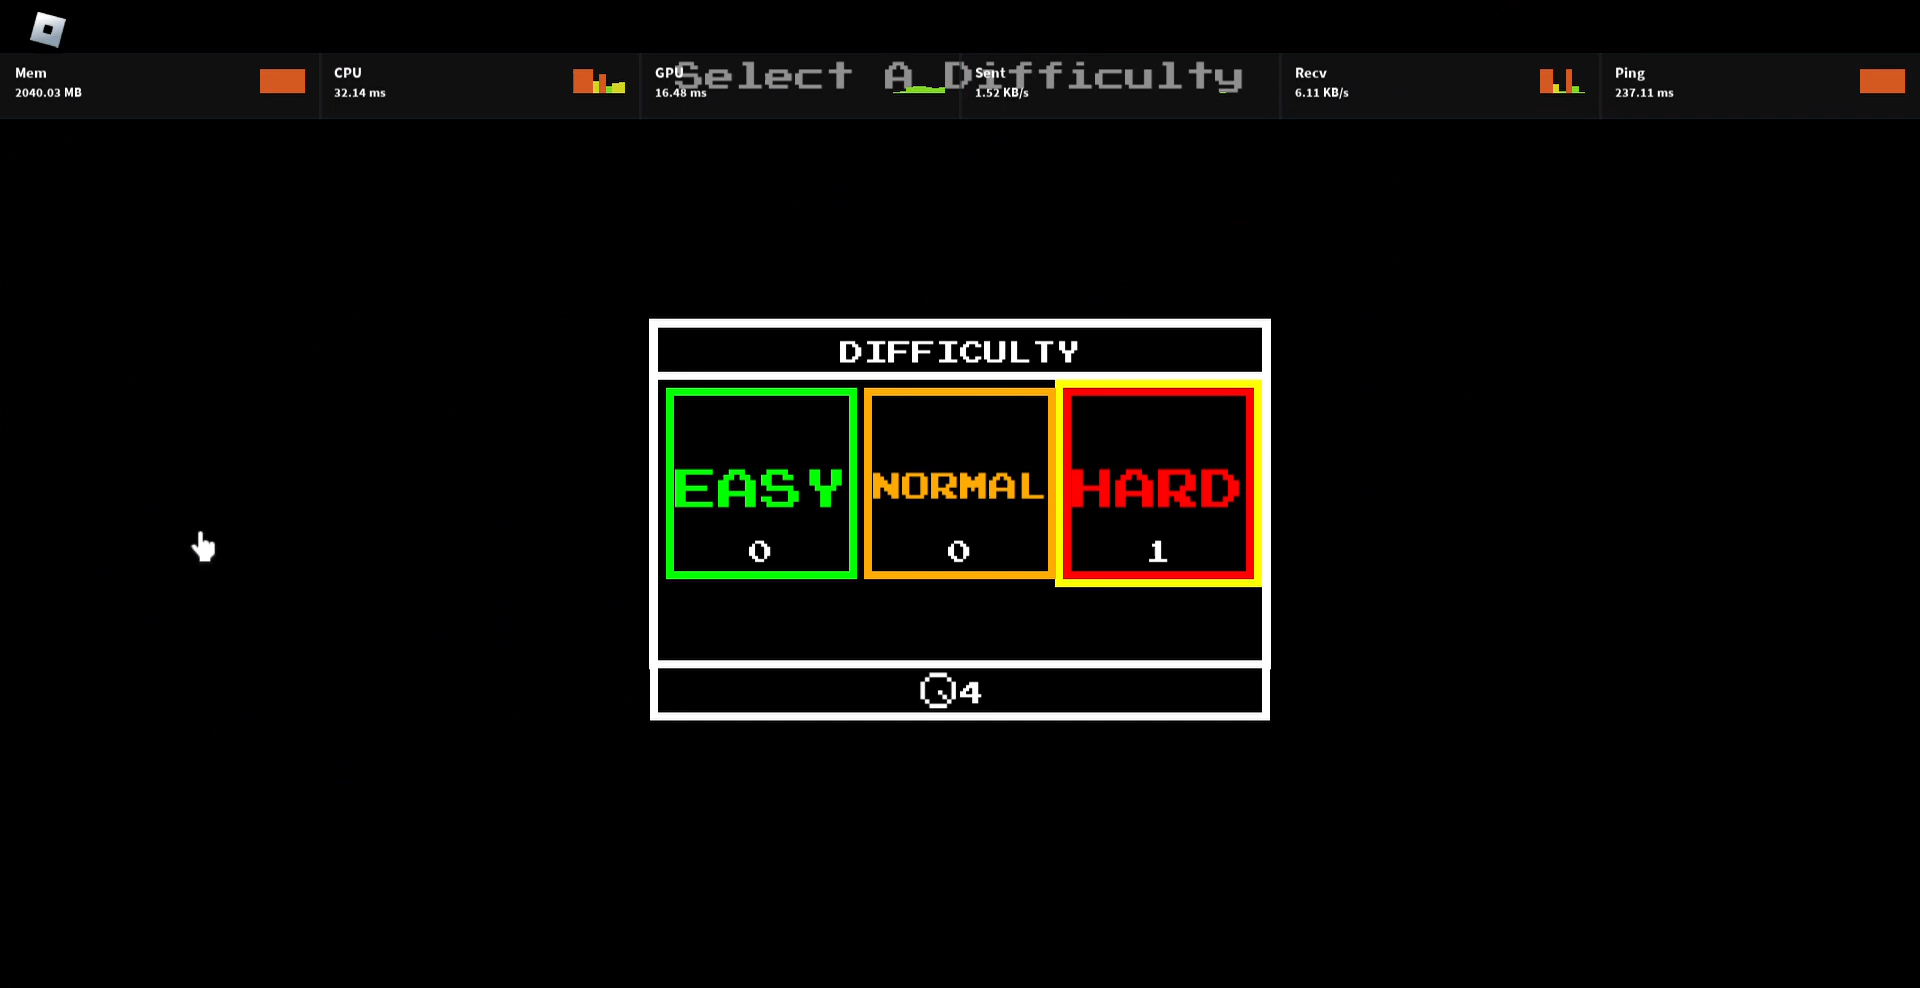 Mem
2040.03 MB
CPU
32.14 ms
GPU
16.48 ms
Select A Difficulty
Sent
1.52 KB/s
Recv
6.11 KB/s
Ping
237.11 ms
DIFFICULTY
EASY
0
NORMAL
0
HARD
1
4